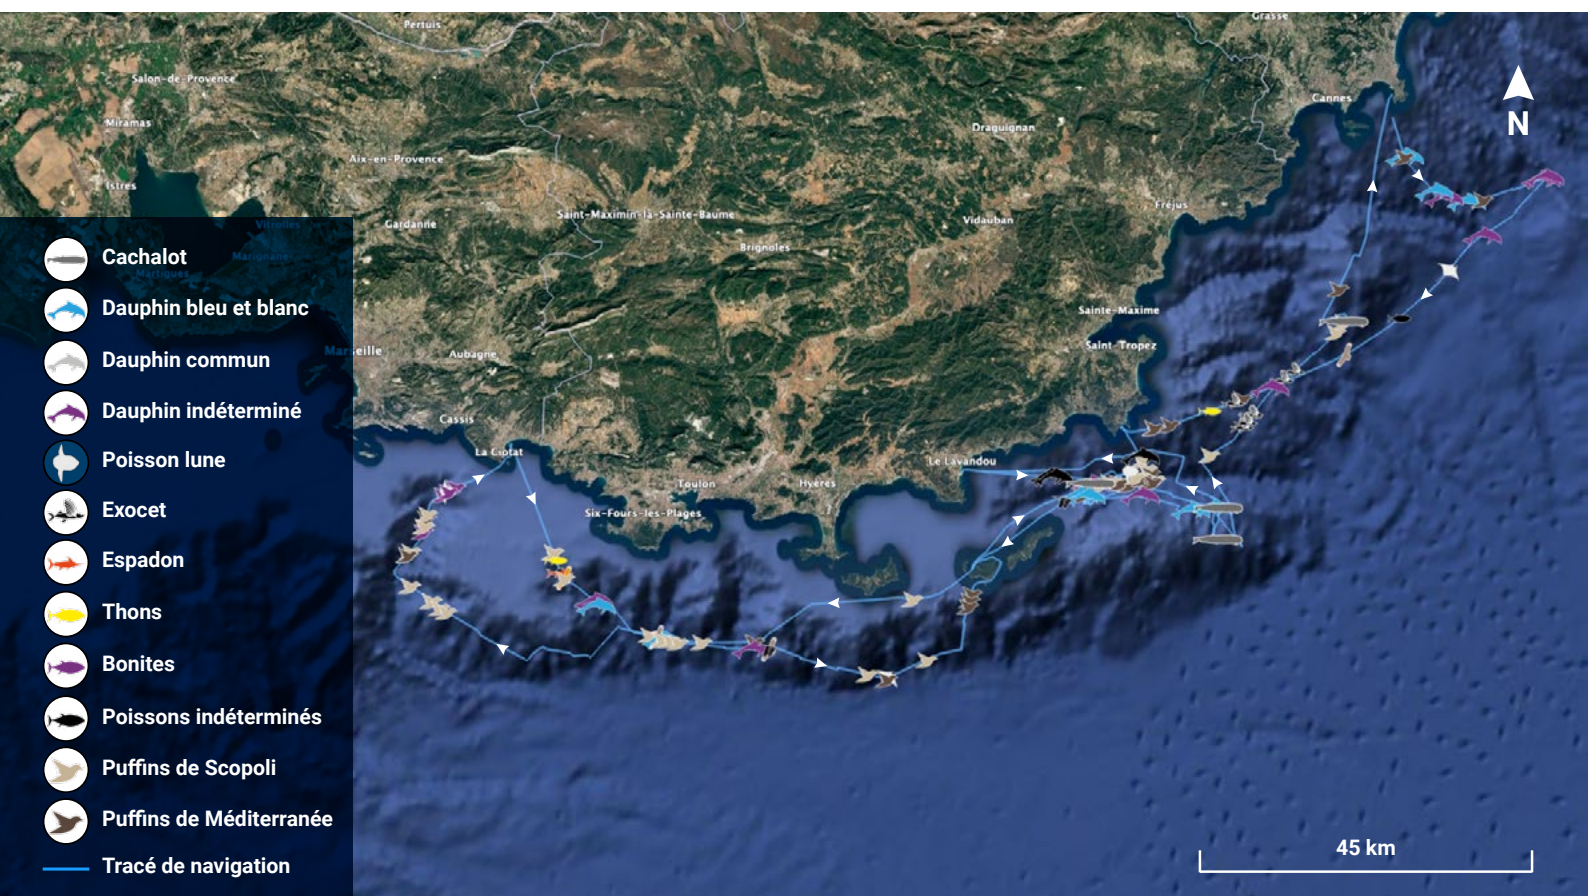 Pertuis
Grasse
Salon-de-Provence
Cannes
Miramas
N
Draguignan
Aix-en-Provence
Istres
Fréjus
Saint-Maximin-la-Sainte-Baume
Vidauban
Gardanne
Vitrolles
Brignoles
Marignane
Martigues
Cachalot
Dauphin bleu et blanc
Sainte-Maxime
Saint-Tropez
Marseille
Aubagne
Dauphin commun
Dauphin indéterminé
Cassis
La Ciotat
Le Lavandou
Poisson lune
Toulon
Hyères
Exocet
Six-Fours-les-Plages
Espadon
Thons
Bonites
Poissons indéterminés
Puffins de Scopoli
Puffins de Méditerranée
45 km
Tracé de navigation